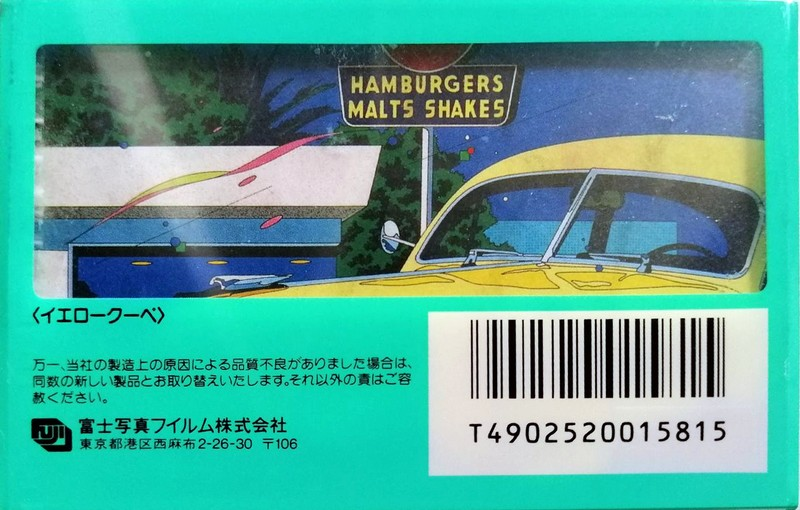 HAMBURGERS
MALTS SHAKES
〈イエロークーペ〉
万一、当社の製造上の原因による品質不良がありました場合は、
同数の新しい製品とお取り替えいたします。それ以外の責はご容
赦ください。
FUJI
富士写真フイルム株式会社
東京都港区西麻布2-26-30 〒106
T4902520015815